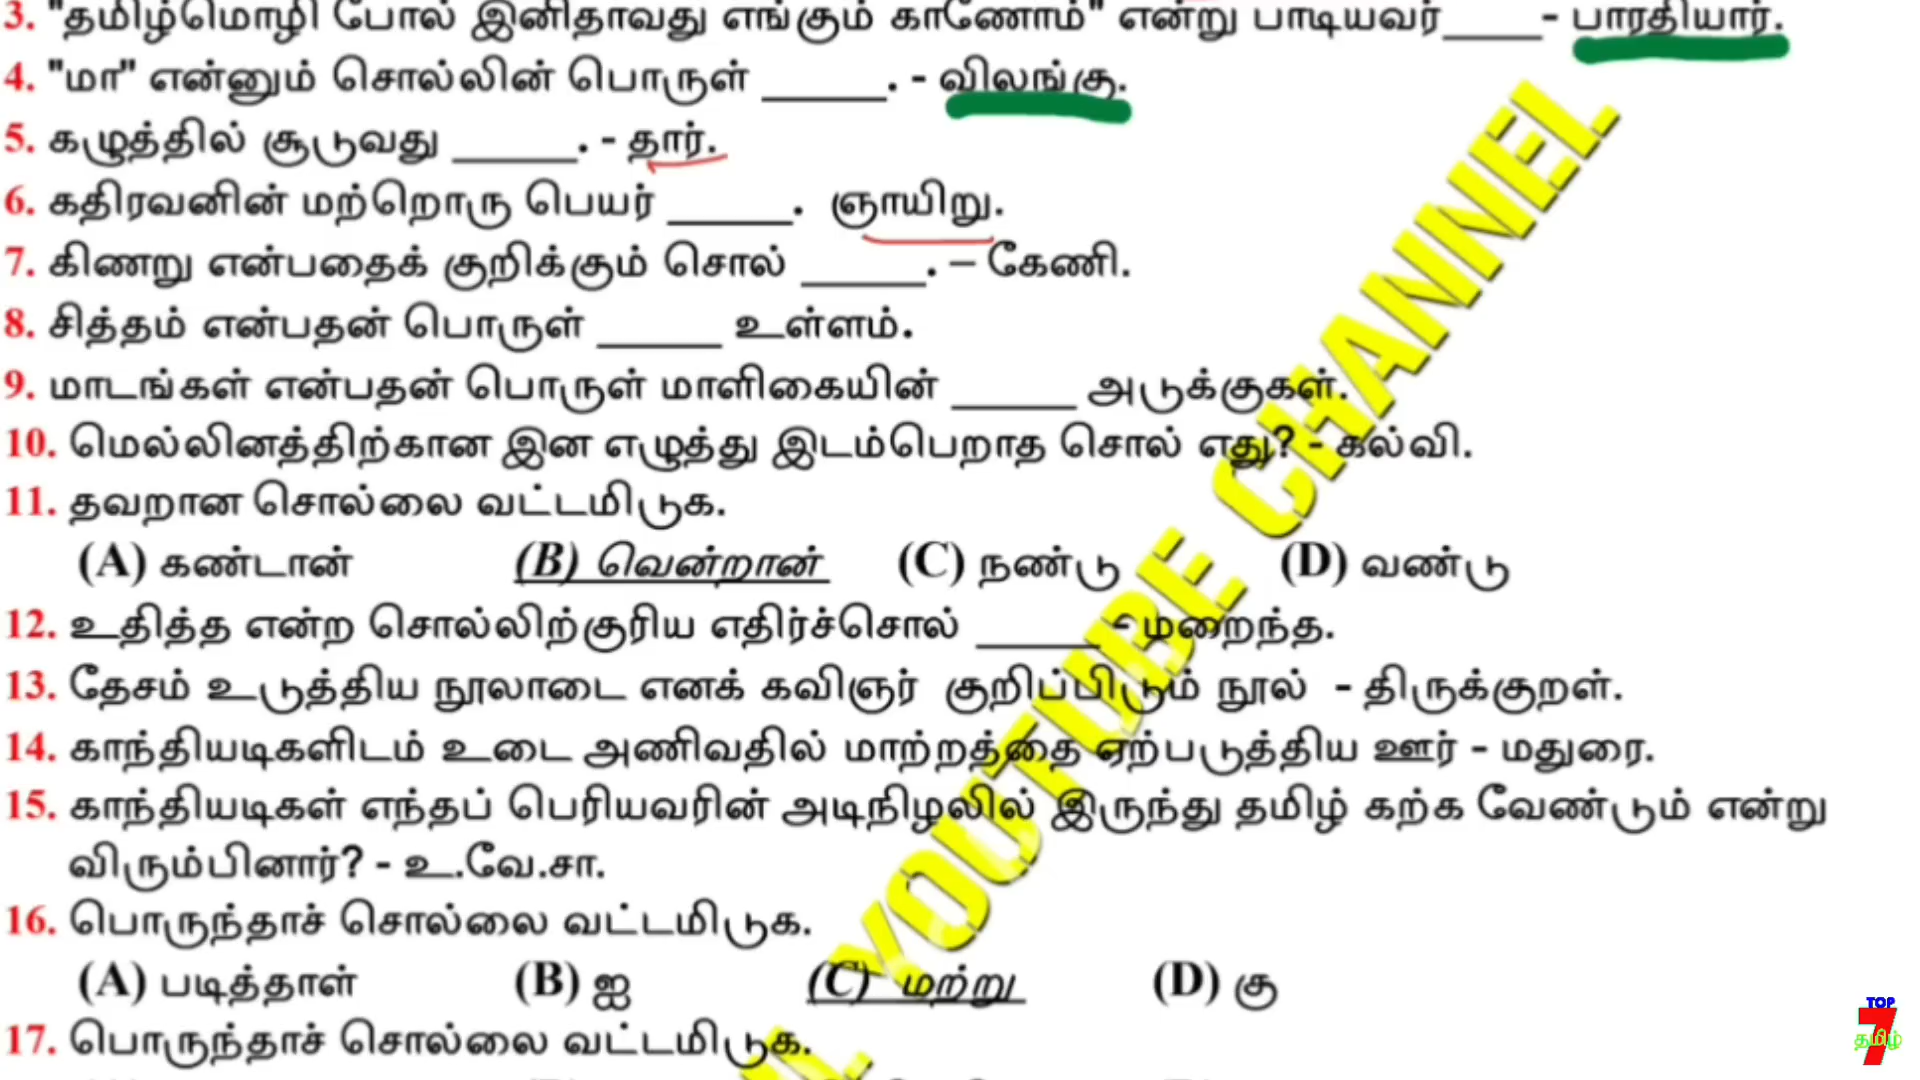 3. "தமிழ்மொழி போல் இனிதாவது எங்கும் காணோம்" என்று பாடியவர்_____- பாரதியார்.
4. "மா" என்னும் சொல்லின் பொருள் ______. - விலங்கு.
5. கழுத்தில் சூடுவது ______. - தார்.
6. கதிரவனின் மற்றொரு பெயர் ______. ஞாயிறு.
7. கிணறு என்பதைக் குறிக்கும் சொல் ______. – கேணி.
8. சித்தம் என்பதன் பொருள் ______ உள்ளம்.
9. மாடங்கள் என்பதன் பொருள் மாளிகையின் ______ அடுக்குகள்.
10. மெல்லினத்திற்கான இன எழுத்து இடம்பெறாத சொல் எது? - கல்வி.
11. தவறான சொல்லை வட்டமிடுக.
(A) கண்டான் (B) வென்றான் (C) நண்டு (D) வண்டு
12. உதித்த என்ற சொல்லிற்குரிய எதிர்ச்சொல் ______ - மறைந்த.
13. தேசம் உடுத்திய நூலாடை எனக் கவிஞர் குறிப்பிடும் நூல் - திருக்குறள்.
14. காந்தியடிகளிடம் உடை அணிவதில் மாற்றத்தை ஏற்படுத்திய ஊர் - மதுரை.
15. காந்தியடிகள் எந்தப் பெரியவரின் அடிநிழலில் இருந்து தமிழ் கற்க வேண்டும் என்று
விரும்பினார்? - உ.வே.சா.
16. பொருந்தாச் சொல்லை வட்டமிடுக.
(A) படித்தாள் (B) ஐ (C) மற்று (D) கு
17. பொருந்தாச் சொல்லை வட்டமிடுக.
YOUTUBE CHANNEL
TOP
7
தமிழ்